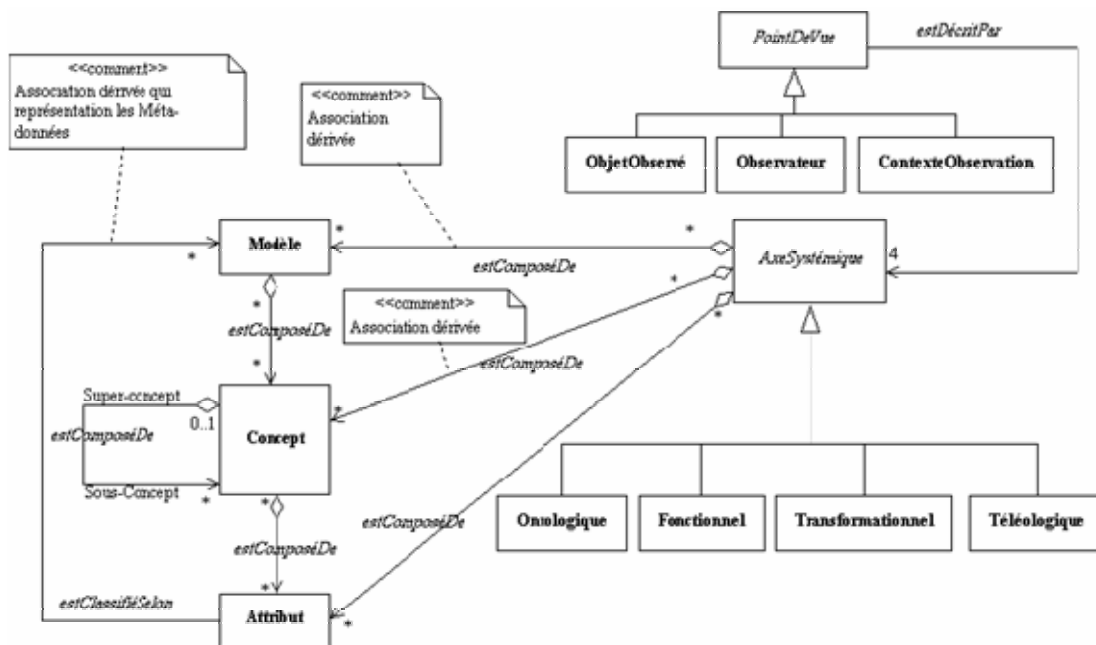 PointDeVue
estDécritPar
<<comment>>
Association dérivée qui
représentation les Méta-
données
<<comment>>
Association
dérivée
ObjetObservé
Observateur
ContexteObservation
Modèle
*
*
*
estComposéDe
AxeSystémique
4
*
*
<<comment>>
Association dérivée
*
estComposéDe
*
estComposéDe
Super-concept
0..1
estComposéDe
Concept
*
Sous-Concept
*
*
estComposéDe
estComposéDe
Ontologique
Fonctionnel
Transformationnel
Téléologique
*
estClassifiéSelon
Attribut
*